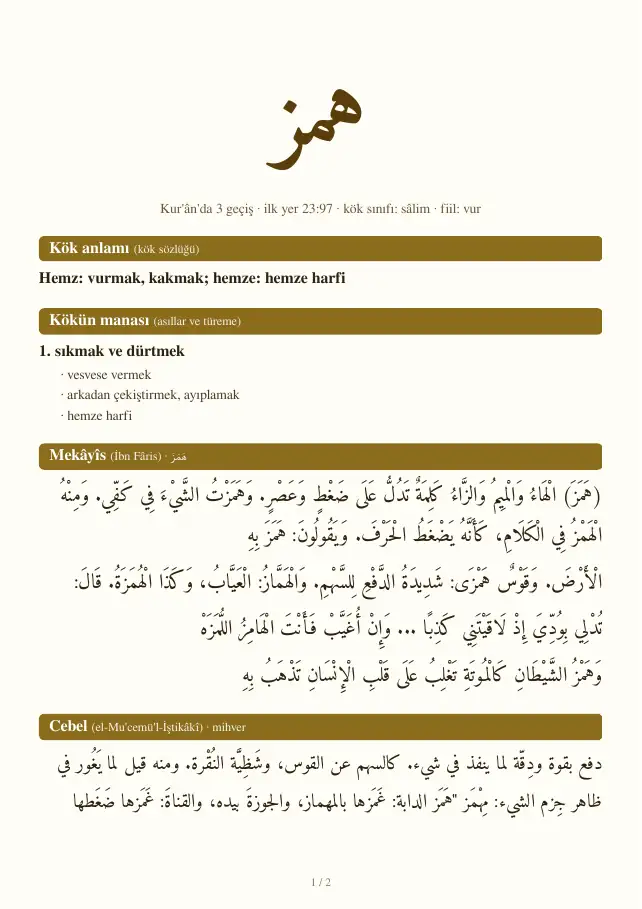 همز
Kur'ân'da 3 geçiş · ilk yer 23:97 · kök sınıfı: sâlim · fiil: vur
Kök anlamı (kök sözlüğü)
Hemz: vurmak, kakmak; hemze: hemze harfi
Kökün manası (asıllar ve türeme)
1. sıkmak ve dürtmek
· vesvese vermek
· arkadan çekiştirmek, ayıplamak
· hemze harfi
Mekâyîs (İbn Fâris) · هَمَزَ
(هَمَزَ) الْهَاءُ وَالْمِيمُ وَالزَّاءُ كَلِمَةٌ تَدُلُّ عَلَى ضَغْطٍ وَعَصْرٍ. وَهَمَزْتُ الشَّيْءَ فِي كَفِّي. وَمِنْهُ
الْهَمْزُ فِي الْكَلَامِ، كَأَنَّهُ يَضْغَطُ الْحَرْفَ. وَيَقُولُونَ: هَمَزَ بِهِ
الْأَرْضَ. وَقَوْسٌ هَمَزَى: شَدِيدَةُ الدَّفْعِ لِلسَّهْمِ. وَالْهَمَّازُ: الْعَيَّابُ، وَكَذَا الْهُمَزَةُ. قَالَ:
تُدْلِي بِوُدِّيَ إِذْ لَاقَيْتَنِي كَذِبًا ... وَإِنْ أُغَيَّبْ فَأَنْتَ الْهَامِزُ اللُّمَزَهْ
وَهَمْزُ الشَّيْطَانِ كَالْمُوتَةِ تَغْلِبُ عَلَى قَلْبِ الْإِنْسَانِ تَذْهَبُ بِهِ
Cebel (el-Mu'cemü'l-İştikâkî) · mihver
دفع بقوة ودِقّة لما ينفذ في شيء. كالسهم عن القوس، وشَظِيَّة النُقْرة. ومنه قيل لما يَغُور في
ظاهر جِرم الشيء: مِهْمَز "هَمَز الدابة: غَمَزها بالمهماز، والجوزةَ بيده، والقناةَ: غَمَزها ضَغَطها
1 / 2